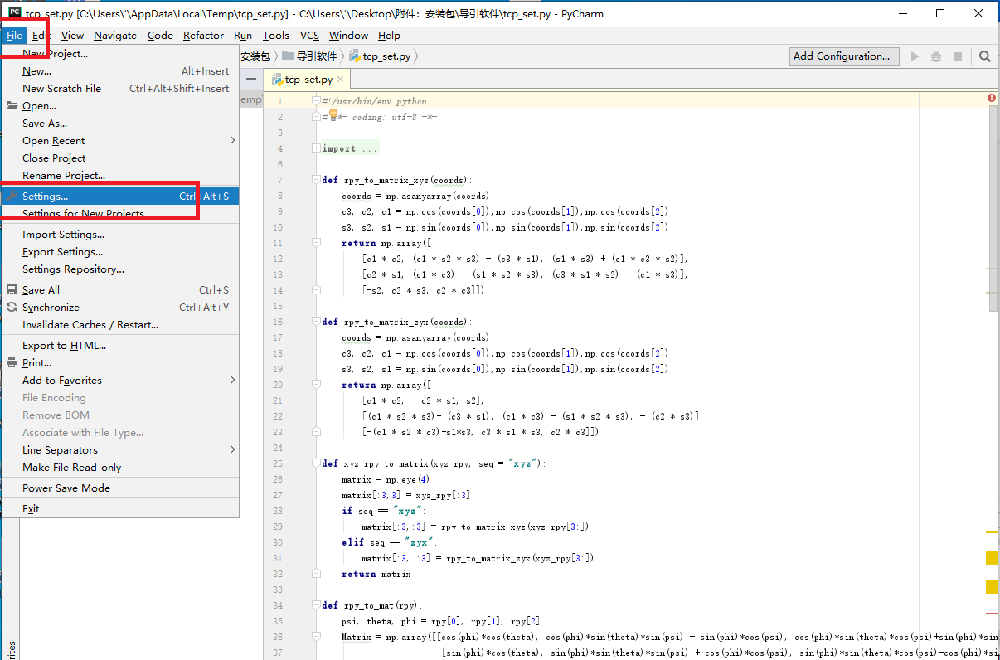 PC tcp_set.py [C:\Users\'\AppData\Local\Temp\tcp_set.py] - C:\Users\'\Desktop\附件：安装包\导引软件\tcp_set.py - PyCharm
File Edit View Navigate Code Refactor Run Tools VCS Window Help
安装包 导引软件 tcp_set.py Add Configuration...
tcp_set.py
New Project...
New... Alt+Insert
New Scratch File Ctrl+Alt+Shift+Insert
Open...
Save As...
Open Recent
Close Project
Rename Project...
Settings... Ctrl+Alt+S
Settings for New Projects
Import Settings...
Export Settings...
Settings Repository...
Save All Ctrl+S
Synchronize Ctrl+Alt+Y
Invalidate Caches / Restart...
Export to HTML...
Print...
Add to Favorites
File Encoding
Remove BOM
Associate with File Type...
Line Separators
Make File Read-only
Power Save Mode
Exit
1 #!/usr/bin/env python
2 # *- coding: utf-8 -*-
3
4 import ...
6
7 def rpy_to_matrix_xyz(coords):
8 coords = np.asanyarray(coords)
9 c3, c2, c1 = np.cos(coords[0]),np.cos(coords[1]),np.cos(coords[2])
10 s3, s2, s1 = np.sin(coords[0]),np.sin(coords[1]),np.sin(coords[2])
11 return np.array([
12 [c1 * c2, (c1 * s2 * s3) - (c3 * s1), (s1 * s3) + (c1 * c3 * s2)],
13 [c2 * s1, (c1 * c3) + (s1 * s2 * s3), (c3 * s1 * s2) - (c1 * s3)],
14 [-s2, c2 * s3, c2 * c3]])
15
16 def rpy_to_matrix_zyx(coords):
17 coords = np.asanyarray(coords)
18 c3, c2, c1 = np.cos(coords[0]),np.cos(coords[1]),np.cos(coords[2])
19 s3, s2, s1 = np.sin(coords[0]),np.sin(coords[1]),np.sin(coords[2])
20 return np.array([
21 [c1 * c2, - c2 * s1, s2],
22 [(c1 * s2 * s3)+ (c3 * s1), (c1 * c3) - (s1 * s2 * s3), - (c2 * s3)],
23 [-(c1 * s2 * c3)+s1*s3, c3 * s1 * s3, c2 * c3]])
24
25 def xyz_rpy_to_matrix(xyz_rpy, seq = "xyz"):
26 matrix = np.eye(4)
27 matrix[:3,3] = xyz_rpy[:3]
28 if seq == "xyz":
29 matrix[:3,:3] = rpy_to_matrix_xyz(xyz_rpy[3:])
30 elif seq == "zyx":
31 matrix[:3, :3] = rpy_to_matrix_zyx(xyz_rpy[3:])
32 return matrix
33
34 def rpy_to_mat(rpy):
35 psi, theta, phi = rpy[0], rpy[1], rpy[2]
36 Matrix = np.array([[cos(phi)*cos(theta), cos(phi)*sin(theta)*sin(psi) - sin(phi)*cos(psi), cos(phi)*sin(theta)*cos(psi)+sin(phi)*sin
37 [sin(phi)*cos(theta), sin(phi)*sin(theta)*sin(psi) + cos(phi)*cos(psi), sin(phi)*sin(theta)*cos(psi)-cos(phi)*si